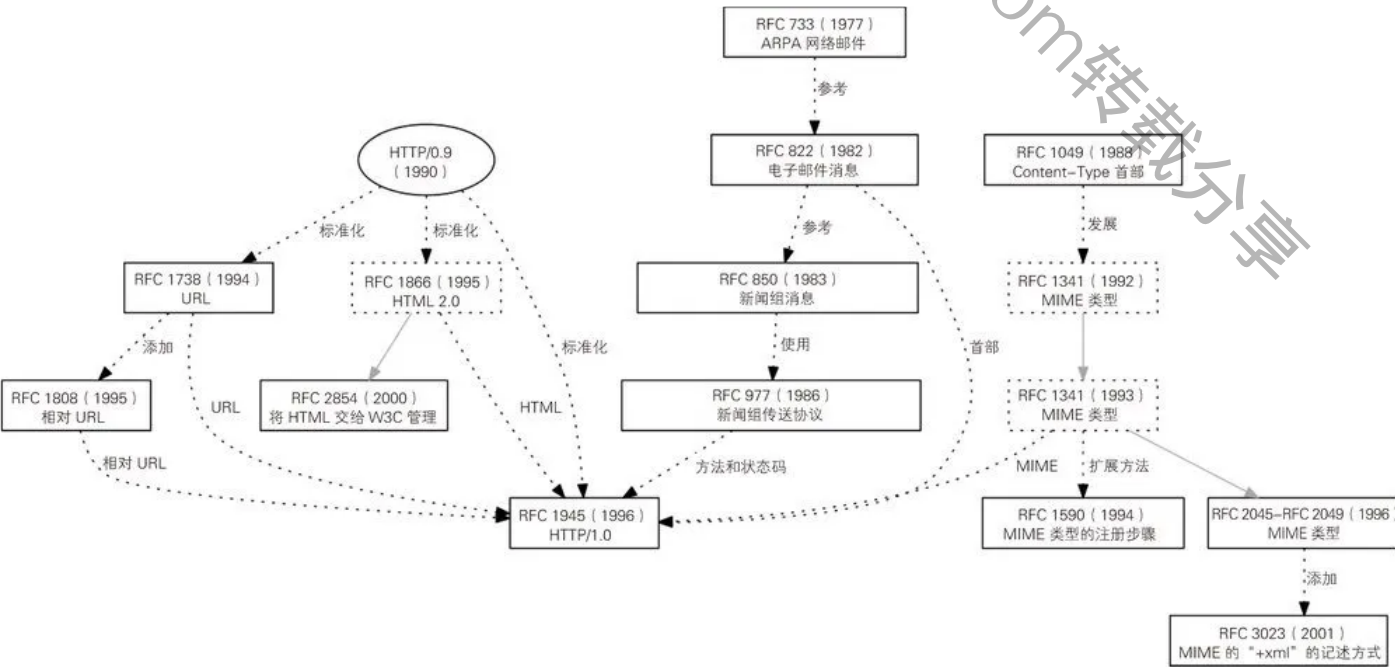 RFC 733（1977）
ARPA 网络邮件
om转载分享
参考
HTTP/0.9
（1990）
RFC 822（1982）
电子邮件消息
RFC 1049（1988）
Content-Type 首部
标准化
标准化
参考
发展
RFC 1738（1994）
URL
RFC 1866（1995）
HTML 2.0
RFC 850（1983）
新闻组消息
RFC 1341（1992）
MIME 类型
添加
标准化
使用
首部
RFC 1808（1995）
相对 URL
URL
RFC 2854（2000）
将 HTML 交给 W3C 管理
HTML
RFC 977（1986）
新闻组传送协议
RFC 1341（1993）
MIME 类型
相对 URL
方法和状态码
MIME
扩展方法
RFC 1945（1996）
HTTP/1.0
RFC 1590（1994）
MIME 类型的注册步骤
RFC 2045-RFC 2049（1996）
MIME 类型
添加
RFC 3023（2001）
MIME 的“+xml”的记述方式